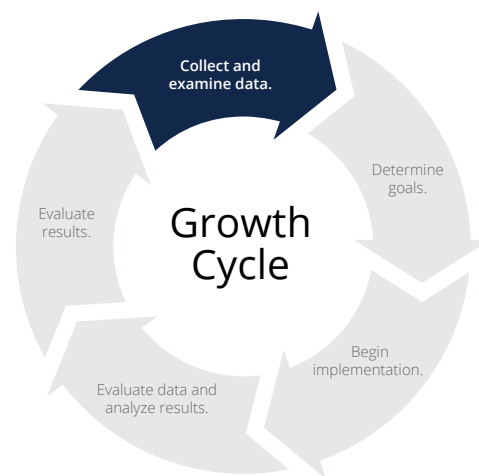 Collect and
examine data.
Determine
goals.
Growth
Cycle
Evaluate
results.
Begin
implementation.
Evaluate data and
analyze results.